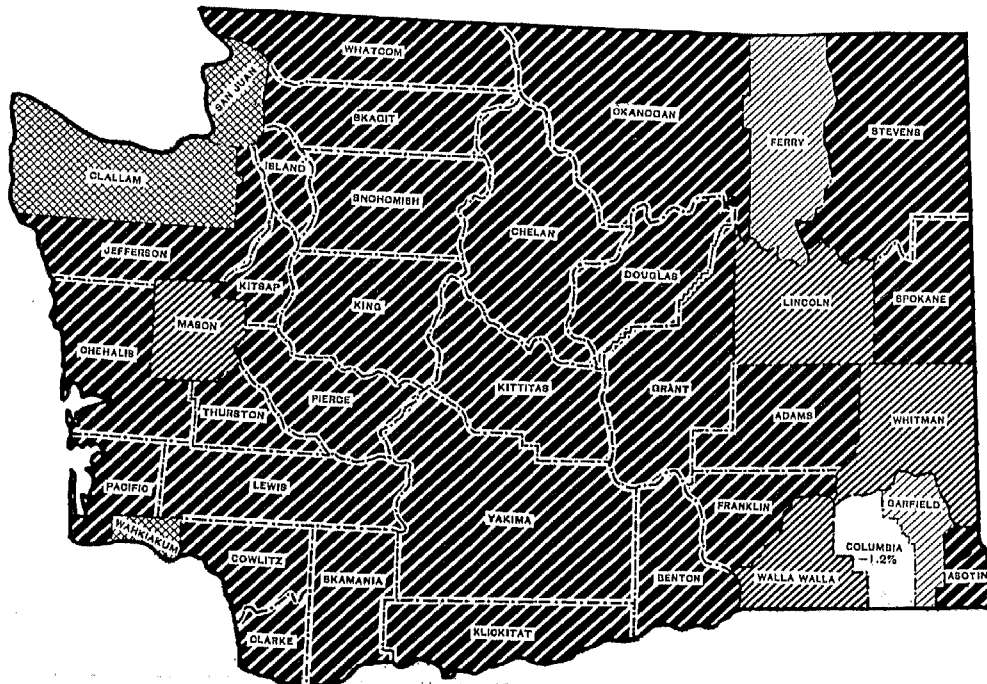 WHATCOM
SAN JUAN
SKAGIT
OKANOGAN
FERRY
STEVENS
ISLAND
CLALLAM
SNOHOMISH
CHELAN
JEFFERSON
KITSAP
DOUGLAS
KING
LINCOLN
SPOKANE
MASON
CHEHALIS
PIERCE
KITTITAS
GRANT
THURSTON
ADAMS
WHITMAN
PACIFIC
LEWIS
YAKIMA
FRANKLIN
GARFIELD
WAHKIAKUM
COWLITZ
COLUMBIA
-1.2%
SKAMANIA
BENTON
WALLA WALLA
ASOTIN
CLARKE
KLICKITAT